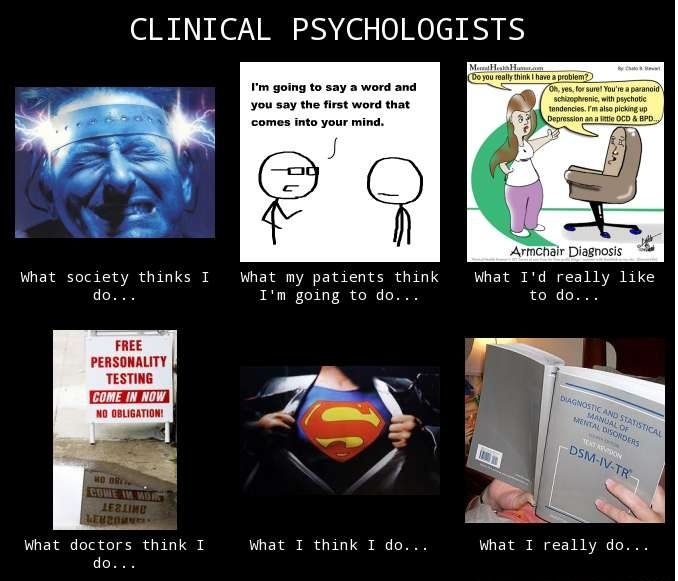 CLINICAL PSYCHOLOGISTS
I'm going to say a word and
you say the first word that
comes into your mind.
MentalHealthHumor.com
By: Chato B. Stewart
Do you really think I have a problem?
Oh, yes, for sure! You're a paranoid
schizophrenic, with psychotic
tendencies. I'm also picking up
Depression an a little OCD & BPD..
Armchair Diagnosis
What society thinks I
do...
What my patients think
I'm going to do...
What I'd really like
to do...
FREE
PERSONALITY
TESTING
COME IN NOW
NO OBLIGATION!
S
DIAGNOSTIC AND STATISTICAL
MANUAL OF
MENTAL DISORDERS
FOURTH EDITION
TEXT REVISION
DSM-IV-TR®
What doctors think I
do...
What I think I do...
What I really do...